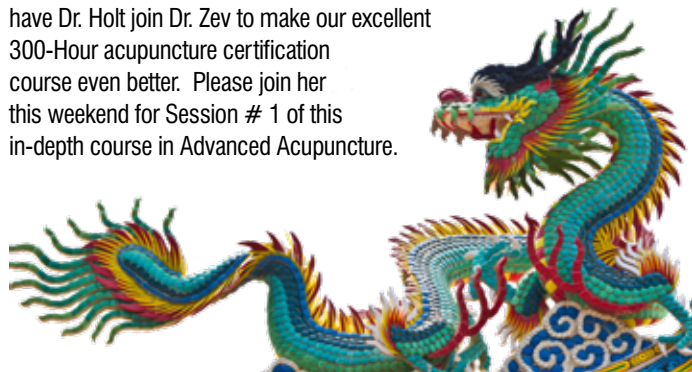 have Dr. Holt join Dr. Zev to make our excellent
300-Hour acupuncture certification
course even better.  Please join her
this weekend for Session # 1 of this
in-depth course in Advanced Acupuncture.